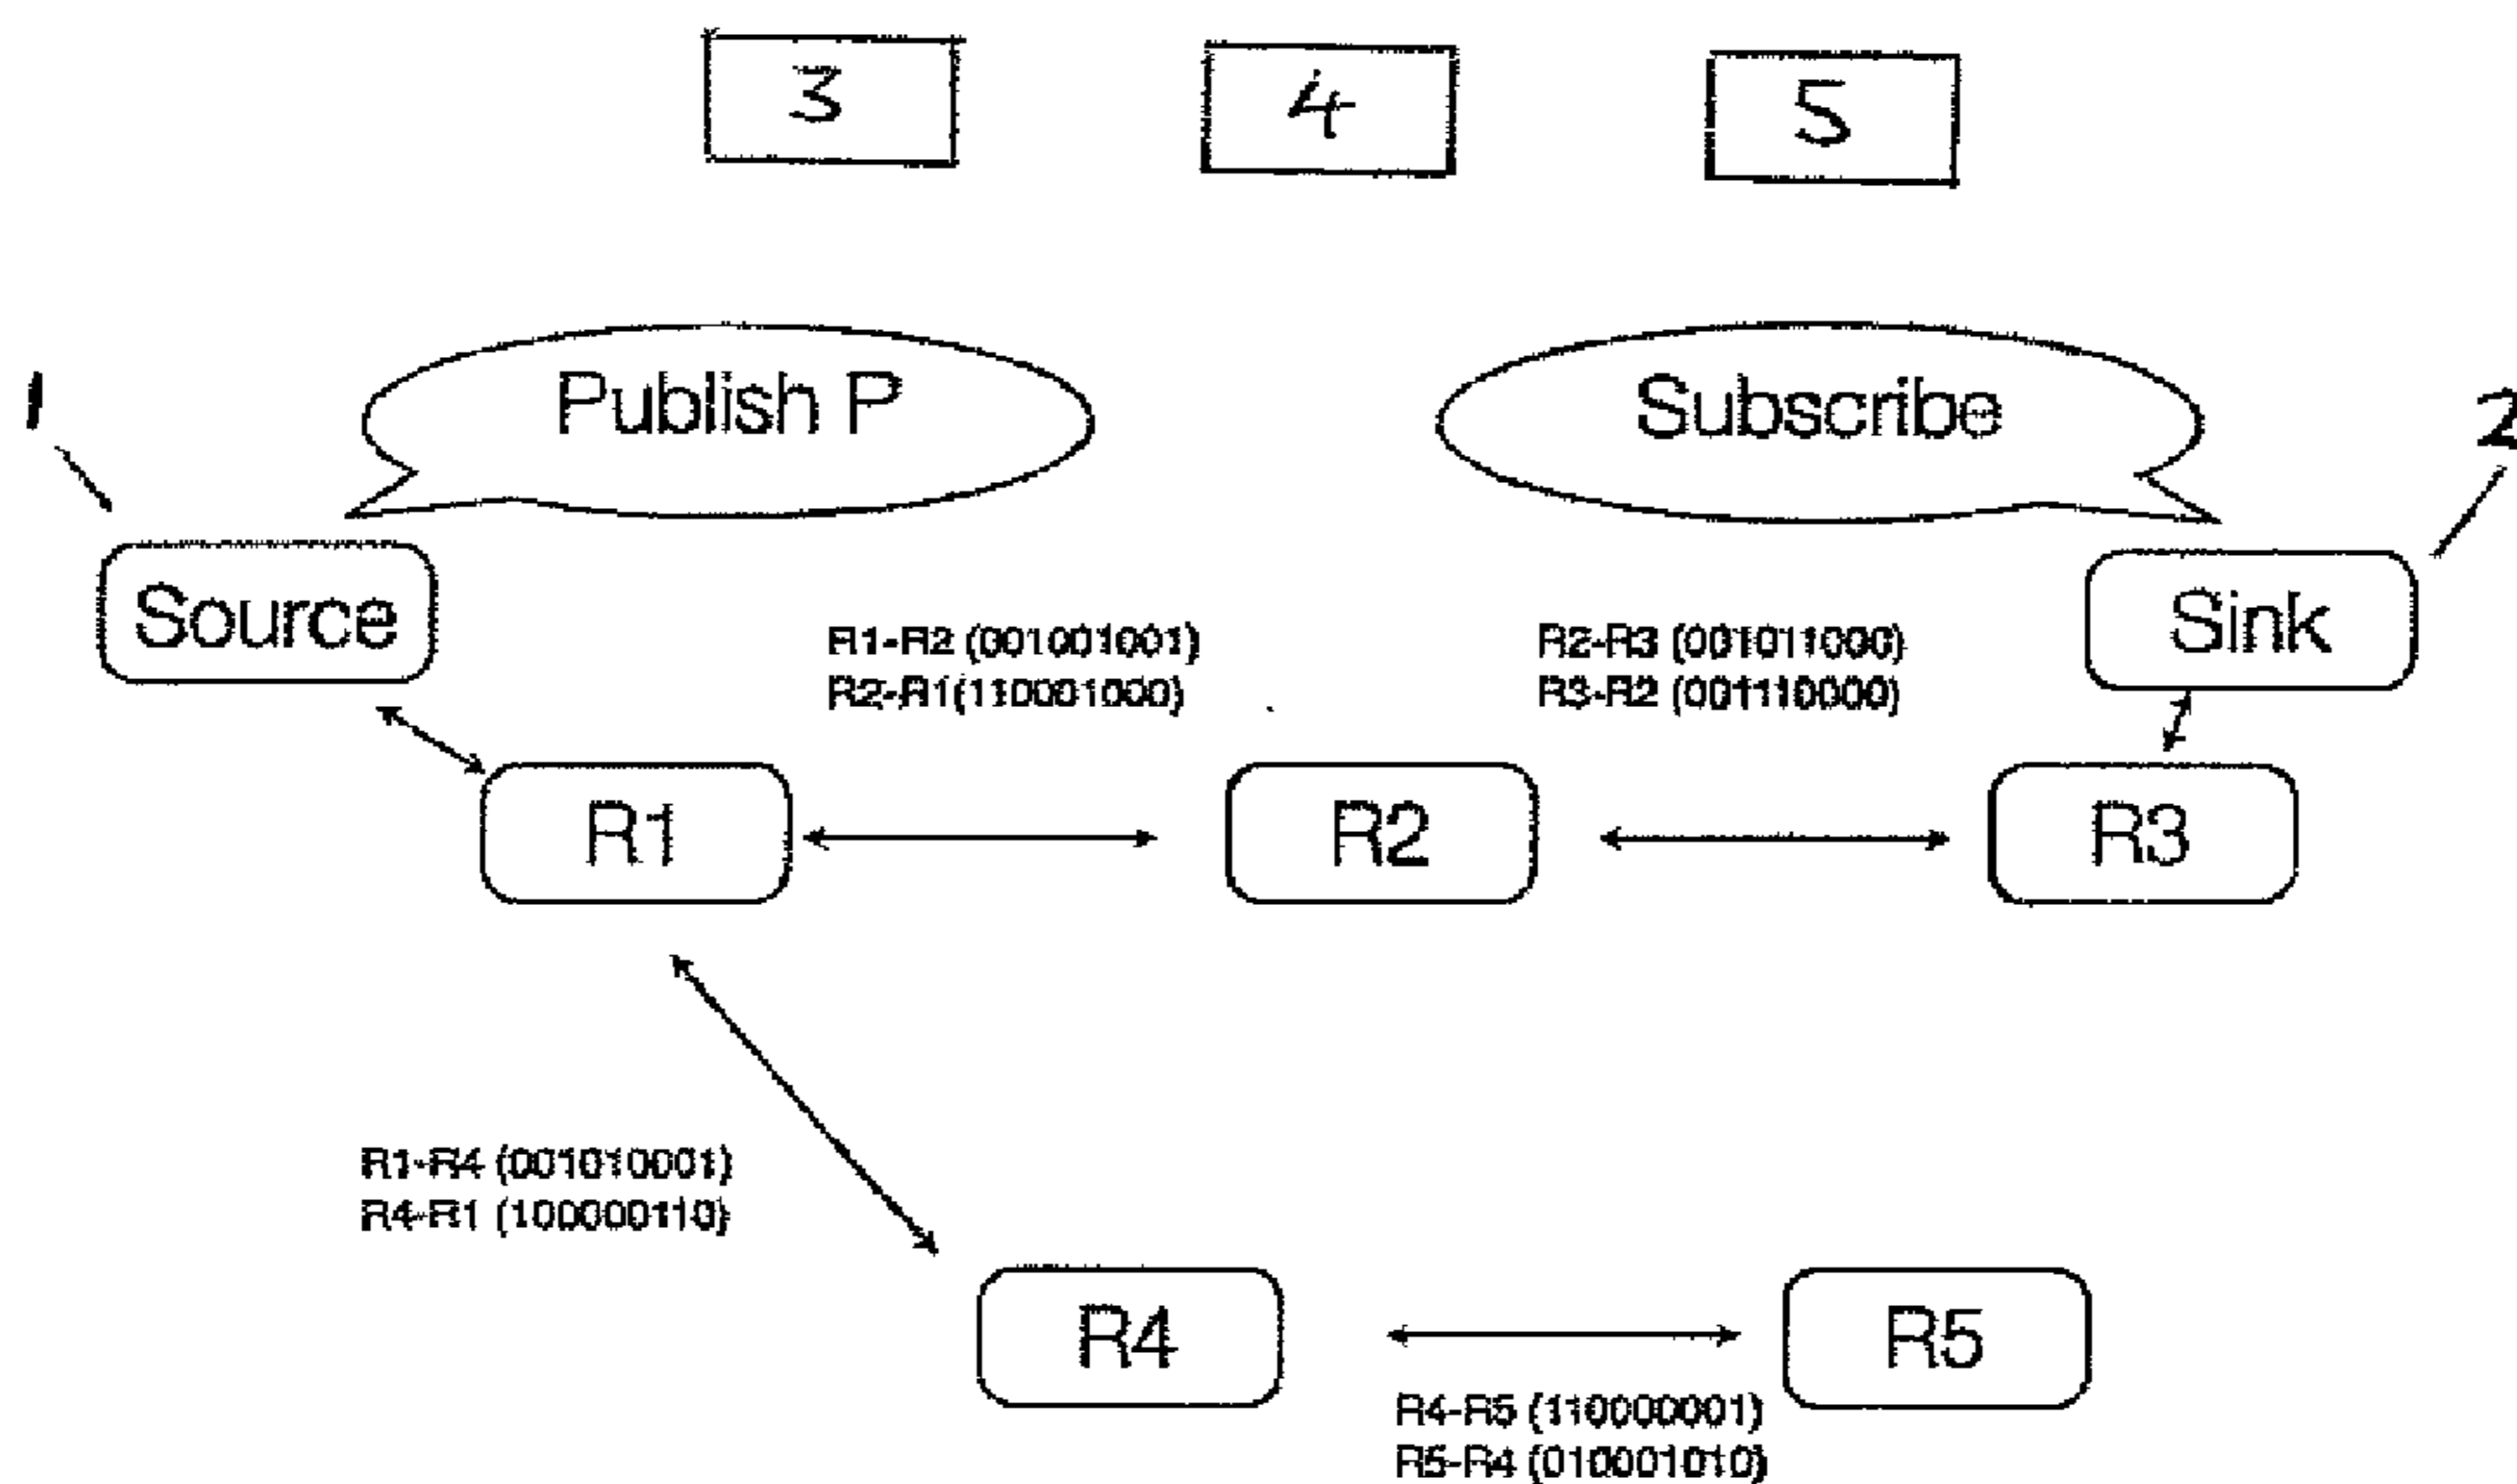 3 4 5
Publish P
Subscribe
1
2
Source
Sink
R1-R2 (001001001)
R2-R1(110001000)
R2-R3 (001011000)
R3-R2 (001110000)
R1
R2
R3
R1-R4 (001010001)
R4-R1 (100000110)
R4
R5
R4-R5 (110000001)
R5-R4 (010001010)